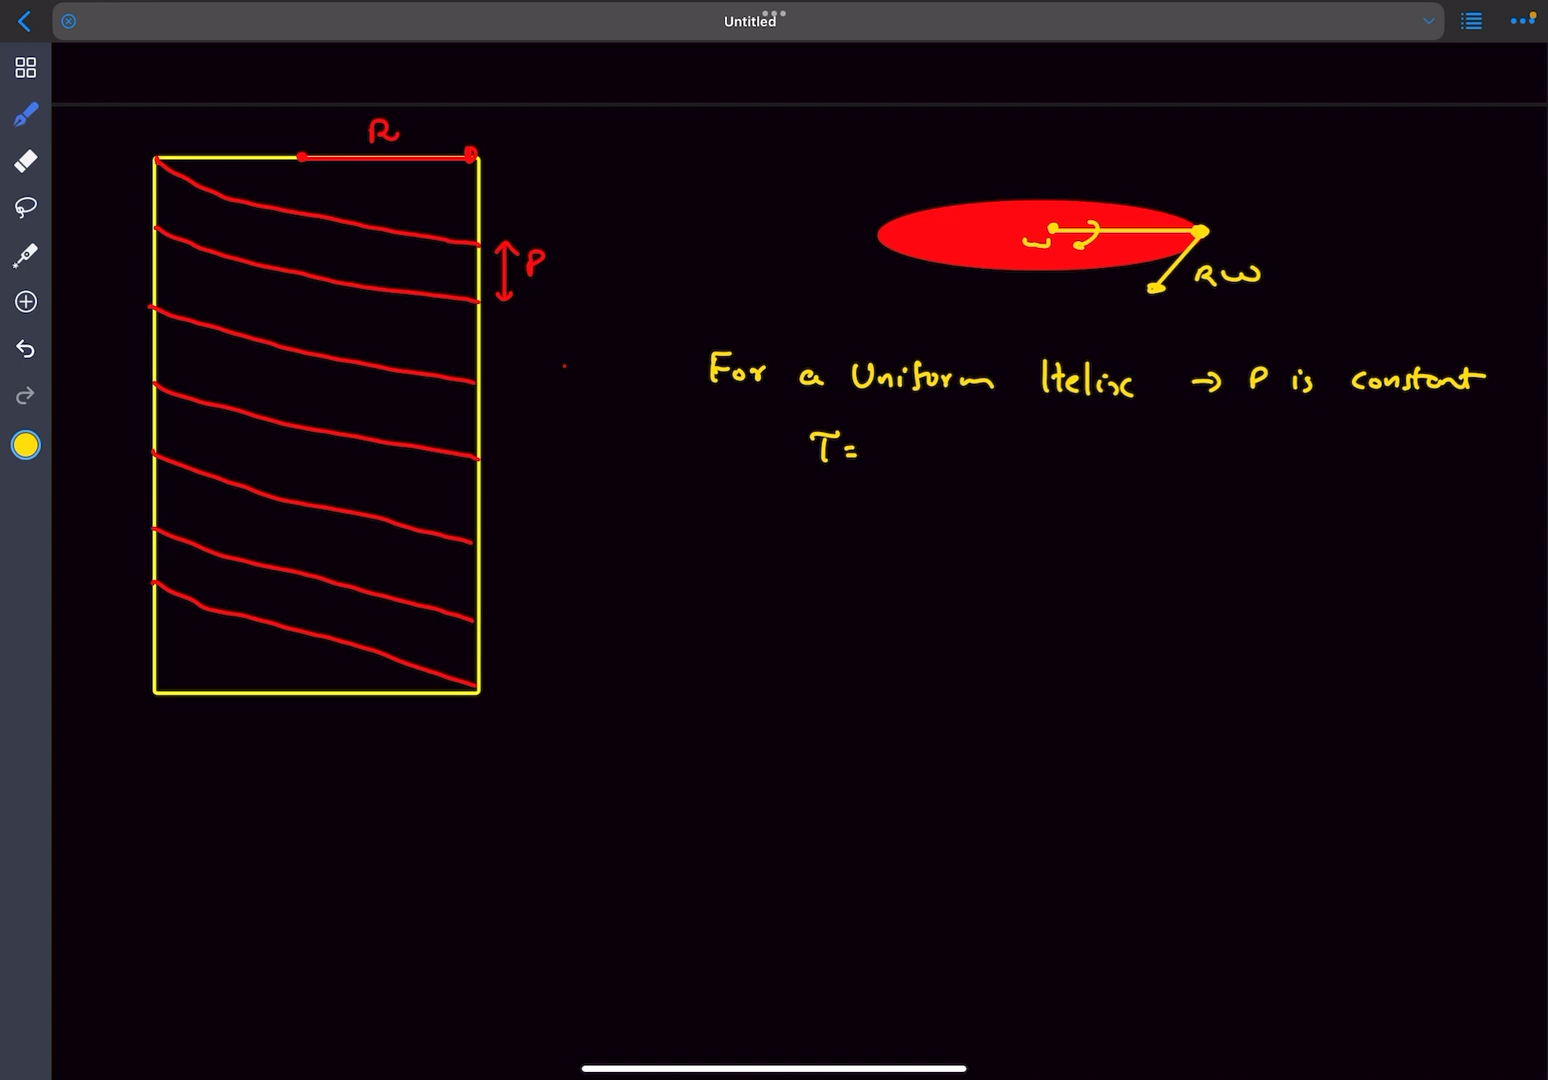 Untitled
R
P
ω
Rω
For a Uniform Helix → P is constant
T=